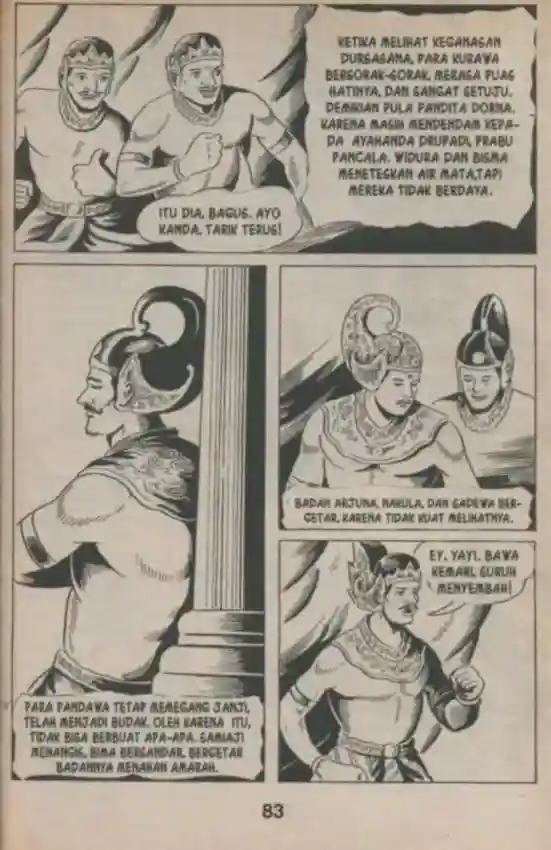 KETIKA MELIHAT KEGANASAN
DURSASANA, PARA KURAWA
BERSORAK-SORAK, MERASA PUAS
HATINYA, DAN SANGAT SETUJU.
DEMIKIAN PULA PANDITA DORNA.
KARENA MASIH MENDENDAM KEPA-
DA AYAHANDA DRUPADI, PRABU
PANCALA. WIDURA DAN BISMA
MENETESKAN AIR MATA,TAPI
MEREKA TIDAK BERDAYA.
ITU DIA, BAGUS. AYO
KANDA, TARIK TERUS!
PARA PANDAWA TETAP MEMEGANG JANJI,
TELAH MENJADI BUDAK. OLEH KARENA ITU,
TIDAK BISA BERBUAT APA-APA. SAMIAJI
MENANGIS, BIMA BERSANDAR, BERGETAR
BADANNYA MENAHAN AMARAH.
BADAN ARJUNA, NAKULA, DAN SADEWA BER-
GETAR, KARENA TIDAK KUAT MELIHATNYA.
EY, YAYI. BAWA
KEMARI, SURUH
MENYEMBAH!
83